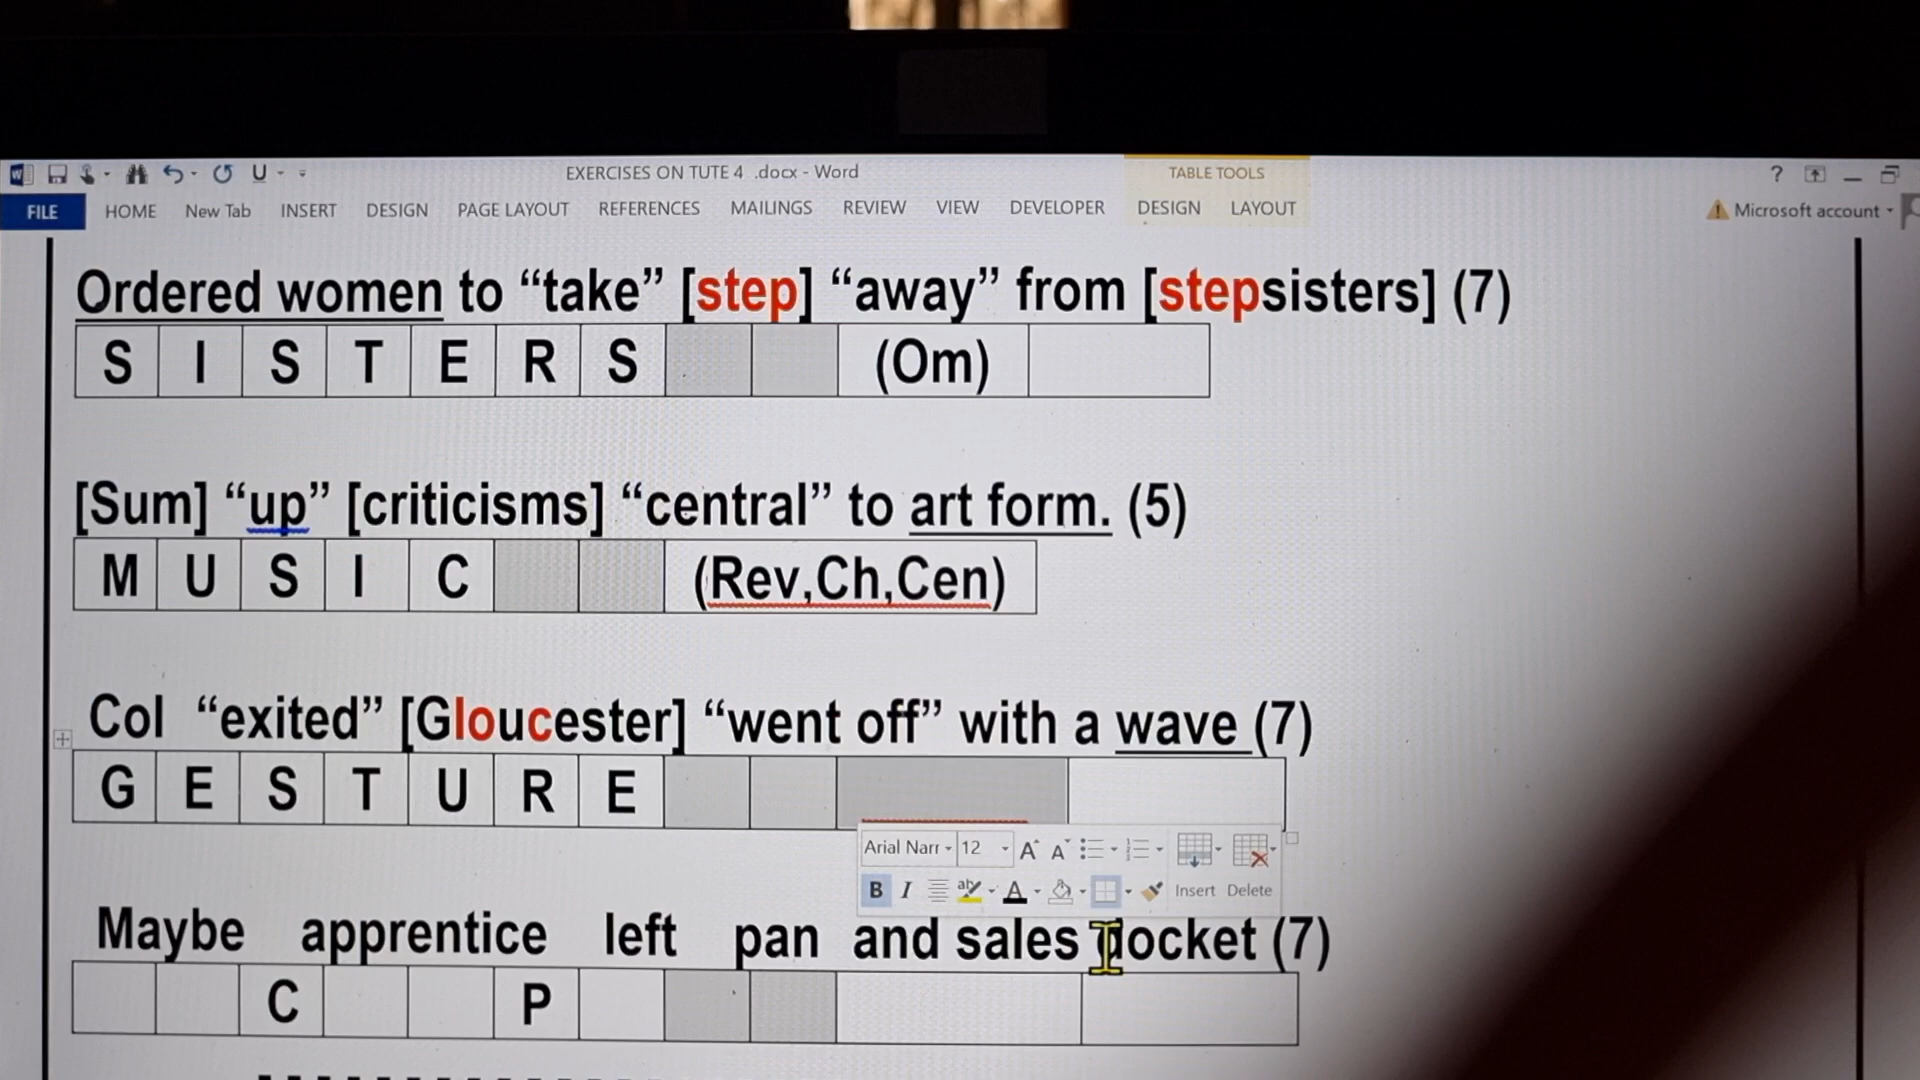 EXERCISES ON TUTE 4 .docx - Word
TABLE TOOLS
FILE HOME New Tab INSERT DESIGN PAGE LAYOUT REFERENCES MAILINGS REVIEW VIEW DEVELOPER DESIGN LAYOUT Microsoft account
Ordered women to “take” [step] “away” from [stepsisters] (7)
S I S T E R S (Om)
[Sum] “up” [criticisms] “central” to art form. (5)
M U S I C (Rev,Ch,Cen)
Col “exited” [Gloucester] “went off” with a wave (7)
G E S T U R E
Arial Narr 12
B I Insert Delete
Maybe apprentice left pan and sales docket (7)
C P